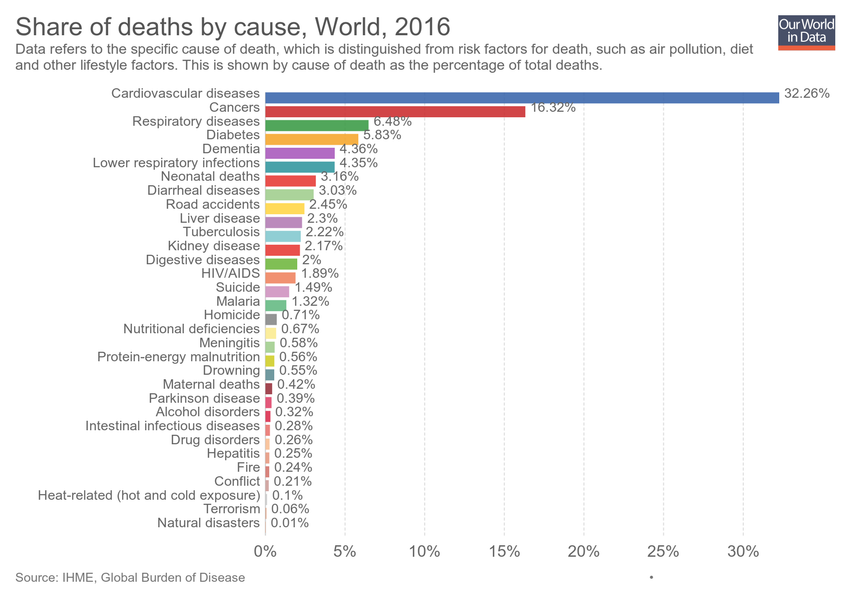 Share of deaths by cause, World, 2016
Our World
in Data
Data refers to the specific cause of death, which is distinguished from risk factors for death, such as air pollution, diet
and other lifestyle factors. This is shown by cause of death as the percentage of total deaths.
Cardiovascular diseases 32.26%
Cancers 16.32%
Respiratory diseases 6.48%
Diabetes 5.83%
Dementia 4.36%
Lower respiratory infections 4.35%
Neonatal deaths 3.16%
Diarrheal diseases 3.03%
Road accidents 2.45%
Liver disease 2.3%
Tuberculosis 2.22%
Kidney disease 2.17%
Digestive diseases 2%
HIV/AIDS 1.89%
Suicide 1.49%
Malaria 1.32%
Homicide 0.71%
Nutritional deficiencies 0.67%
Meningitis 0.58%
Protein-energy malnutrition 0.56%
Drowning 0.55%
Maternal deaths 0.42%
Parkinson disease 0.39%
Alcohol disorders 0.32%
Intestinal infectious diseases 0.28%
Drug disorders 0.26%
Hepatitis 0.25%
Fire 0.24%
Conflict 0.21%
Heat-related (hot and cold exposure) 0.1%
Terrorism 0.06%
Natural disasters 0.01%
0% 5% 10% 15% 20% 25% 30%
Source: IHME, Global Burden of Disease